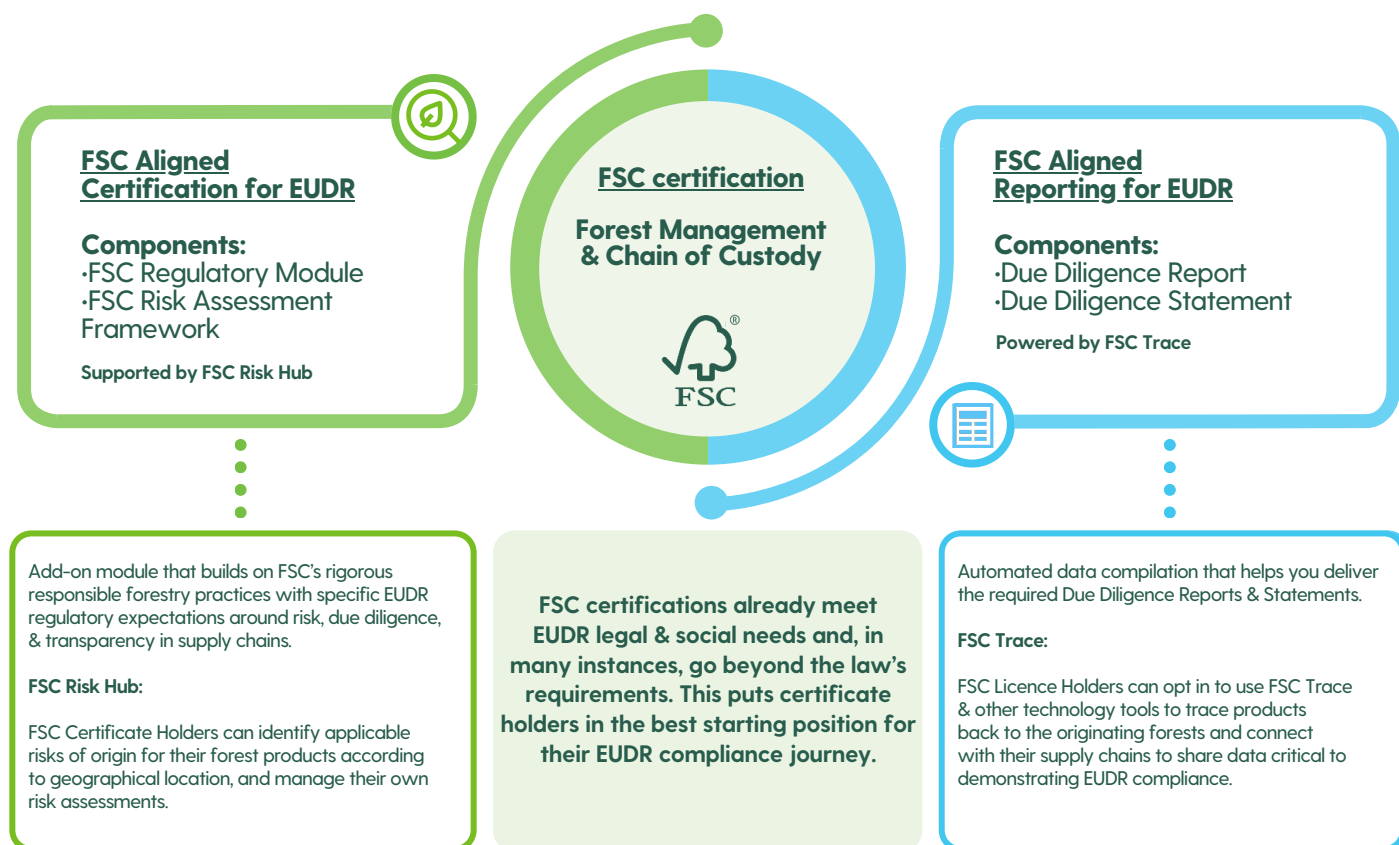 FSC Aligned
Certification for EUDR
Components:
·FSC Regulatory Module
·FSC Risk Assessment
Framework
Supported by FSC Risk Hub
FSC certification
Forest Management
& Chain of Custody
®
FSC
FSC Aligned
Reporting for EUDR
Components:
·Due Diligence Report
·Due Diligence Statement
Powered by FSC Trace
Add-on module that builds on FSC's rigorous
responsible forestry practices with specific EUDR
regulatory expectations around risk, due diligence,
& transparency in supply chains.
FSC Risk Hub:
FSC Certificate Holders can identify applicable
risks of origin for their forest products according
to geographical location, and manage their own
risk assessments.
FSC certifications already meet
EUDR legal & social needs and, in
many instances, go beyond the law's
requirements. This puts certificate
holders in the best starting position for
their EUDR compliance journey.
Automated data compilation that helps you deliver
the required Due Diligence Reports & Statements.
FSC Trace:
FSC Licence Holders can opt in to use FSC Trace
& other technology tools to trace products
back to the originating forests and connect
with their supply chains to share data critical to
demonstrating EUDR compliance.